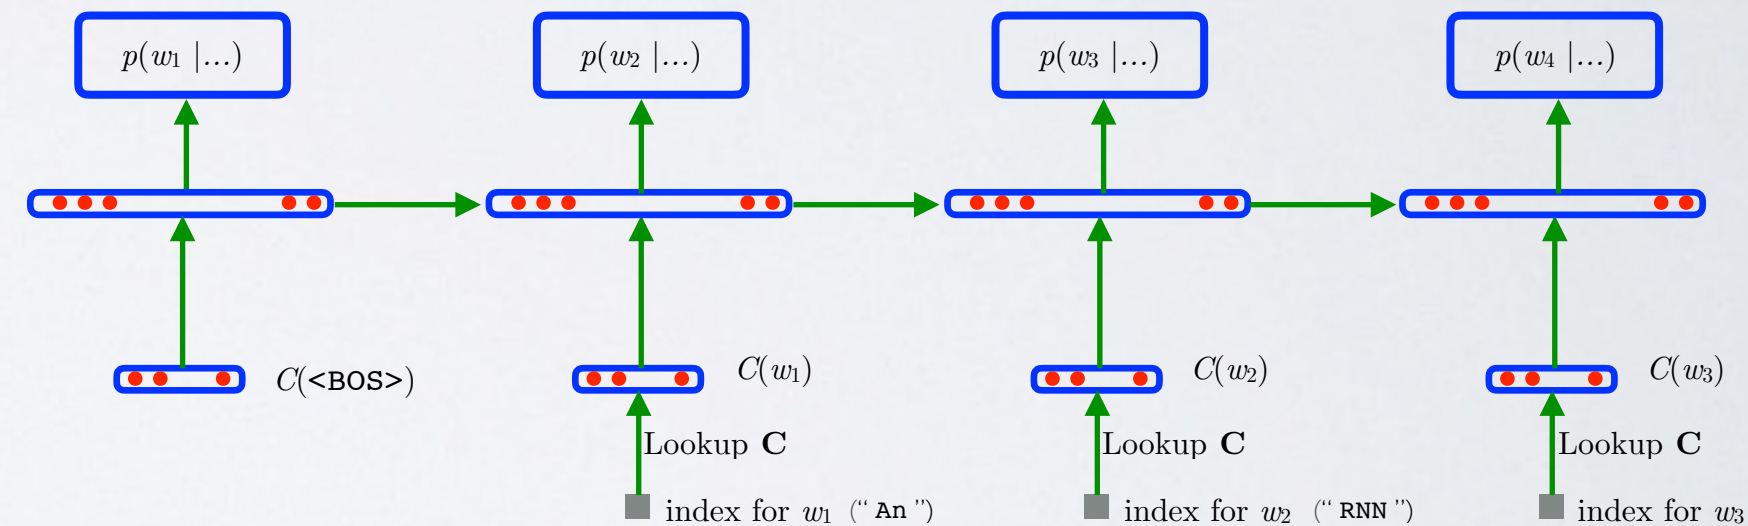 p(w1 |...) p(w2 |...) p(w3 |...) p(w4 |...)
C(<BOS>) C(w1) C(w2) C(w3)
Lookup C Lookup C Lookup C
index for w1 (“ An ”) index for w2 (“ RNN ”) index for w3